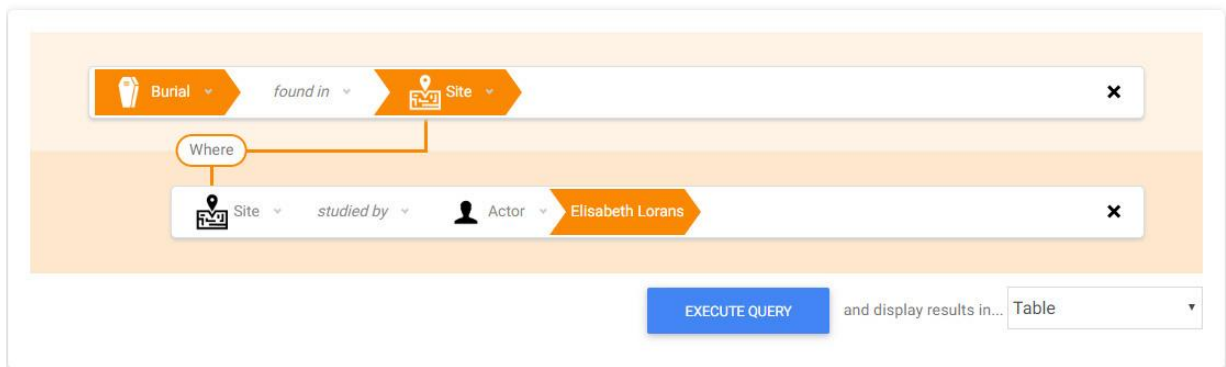 Burial found in Site
Where
Site studied by Actor Elisabeth Lorans
EXECUTE QUERY and display results in... Table